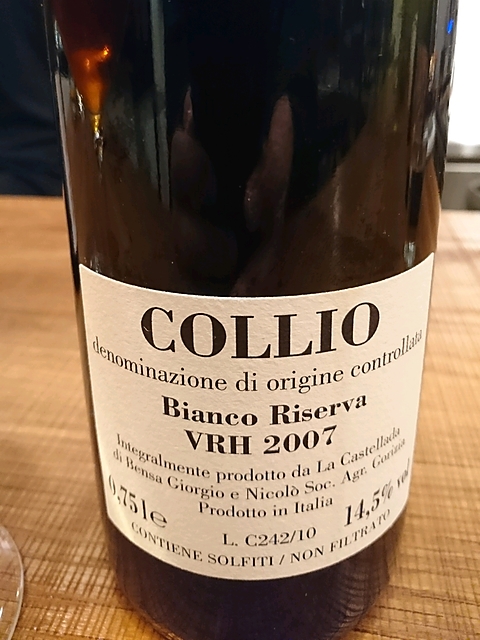 COLLIO
denominazione di origine controllata
Bianco Riserva
VRH 2007
Integralmente prodotto da La Castellada
di Bensa Giorgio e Nicolò Soc. Agr. Gorizia
Prodotto in Italia
0,75 l e 14,5% vol
L. C242/10
CONTIENE SOLFITI / NON FILTRATO